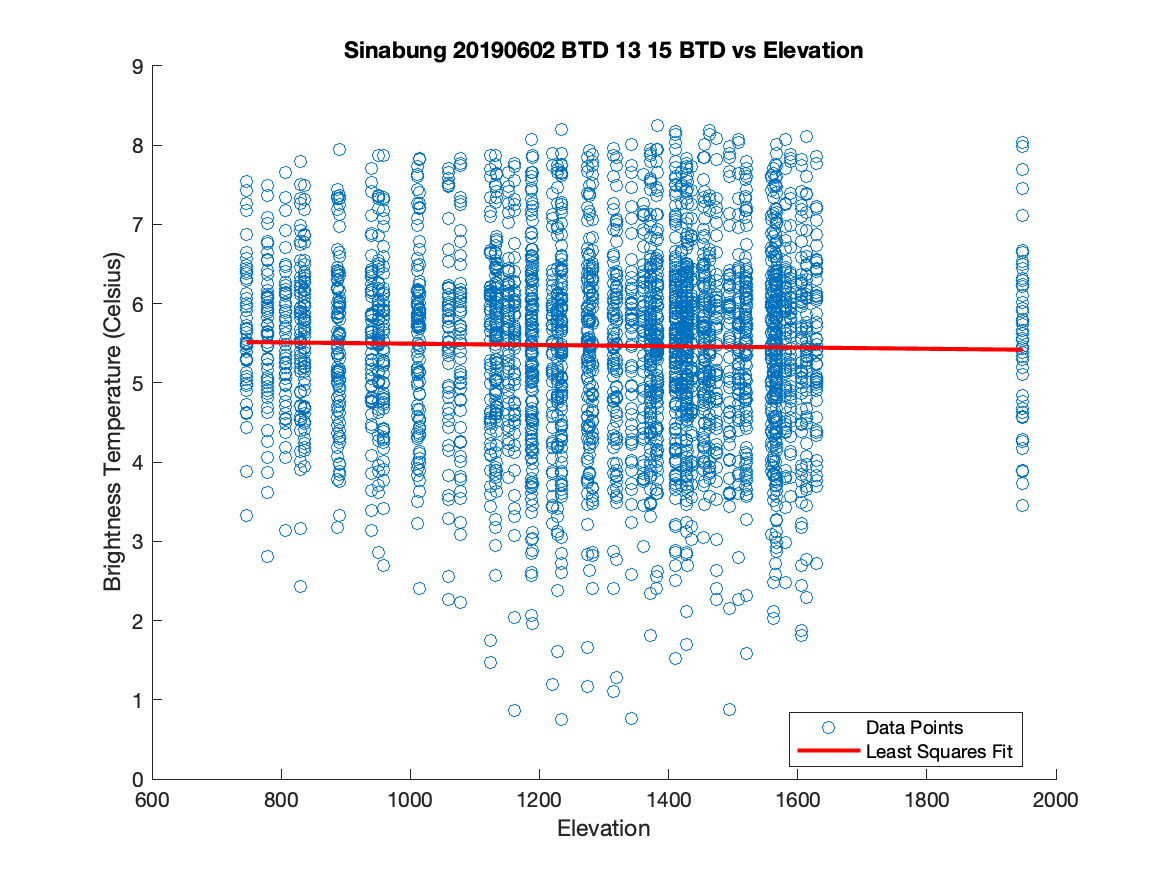 Sinabung 20190602 BTD 13 15 BTD vs Elevation
9
8
7
6
5
4
3
2
1
0
Brightness Temperature (Celsius)
Data Points
Least Squares Fit
600 800 1000 1200 1400 1600 1800 2000
Elevation